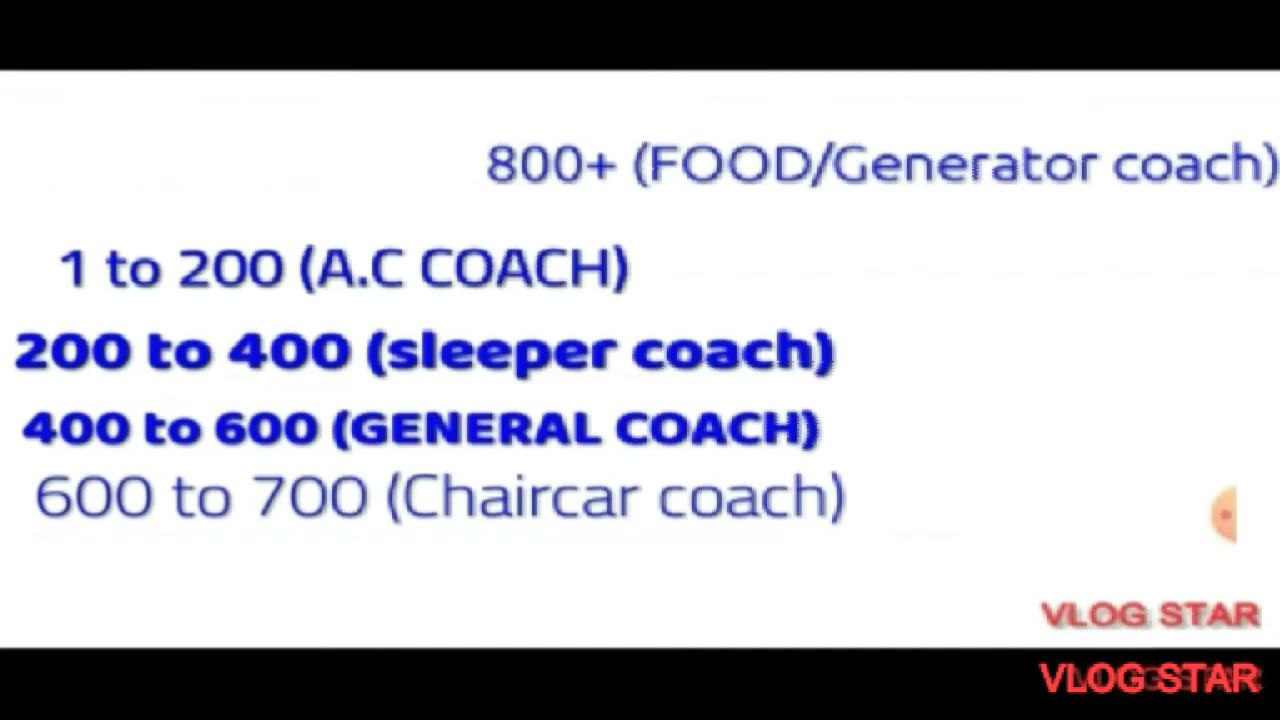 800+ (FOOD/Generator coach)
1 to 200 (A.C COACH)
200 to 400 (sleeper coach)
400 to 600 (GENERAL COACH)
600 to 700 (Chaircar coach)
VLOG STAR
VLOG STAR